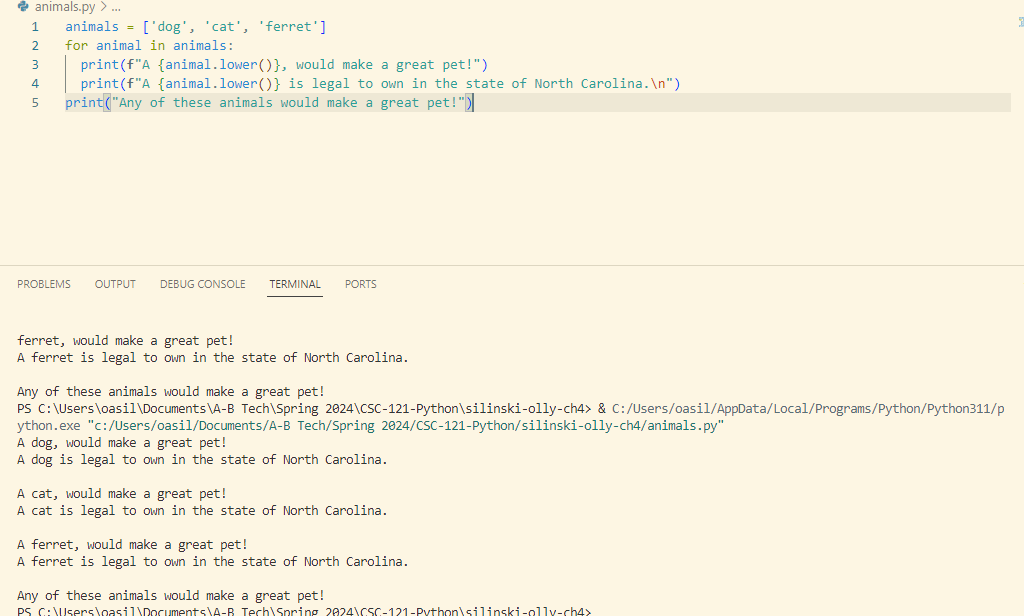 animals.py > ...
1 animals = ['dog', 'cat', 'ferret']
2 for animal in animals:
3 print(f"A {animal.lower()}, would make a great pet!")
4 print(f"A {animal.lower()} is legal to own in the state of North Carolina.\n")
5 print("Any of these animals would make a great pet!")
PROBLEMS OUTPUT DEBUG CONSOLE TERMINAL PORTS
ferret, would make a great pet!
A ferret is legal to own in the state of North Carolina.
Any of these animals would make a great pet!
PS C:\Users\oasil\Documents\A-B Tech\Spring 2024\CSC-121-Python\silinski-olly-ch4> & C:/Users/oasil/AppData/Local/Programs/Python/Python311/p
ython.exe "c:/Users/oasil/Documents/A-B Tech/Spring 2024/CSC-121-Python/silinski-olly-ch4/animals.py"
A dog, would make a great pet!
A dog is legal to own in the state of North Carolina.
A cat, would make a great pet!
A cat is legal to own in the state of North Carolina.
A ferret, would make a great pet!
A ferret is legal to own in the state of North Carolina.
Any of these animals would make a great pet!
PS C:\Users\oasil\Documents\A-B Tech\Spring 2024\CSC-121-Python\silinski-olly-ch4>